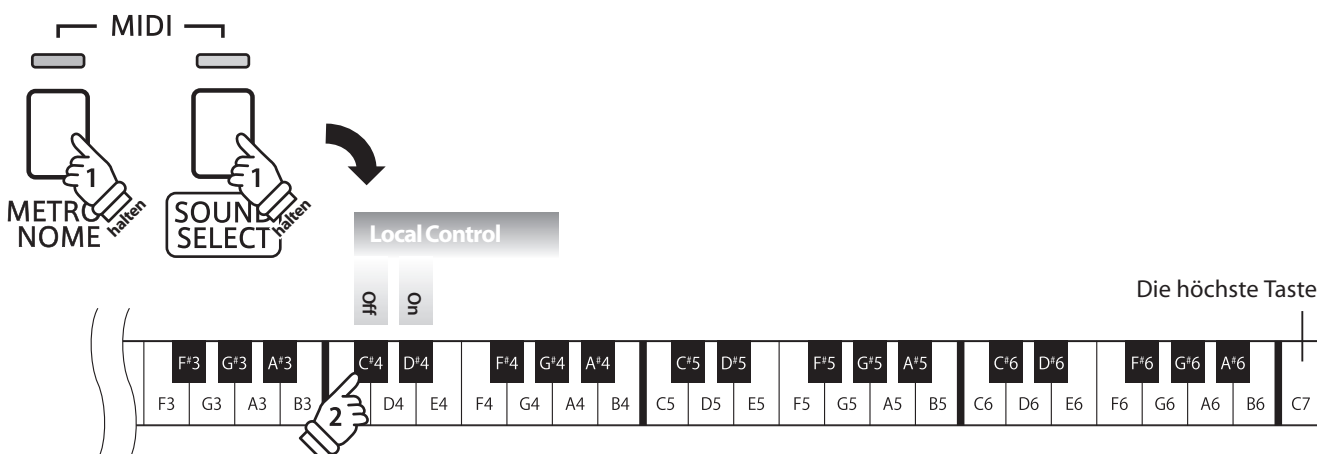 MIDI
1
1
METRO
NOME
halten
SOUND
SELECT
halten
Local Control
Off
On
Die höchste Taste
F#3 G#3 A#3 C#4 D#4 F#4 G#4 A#4 C#5 D#5 F#5 G#5 A#5 C#6 D#6 F#6 G#6 A#6
F3 G3 A3 B3 D4 E4 F4 G4 A4 B4 C5 D5 E5 F5 G5 A5 B5 C6 D6 E6 F6 G6 A6 B6 C7
2